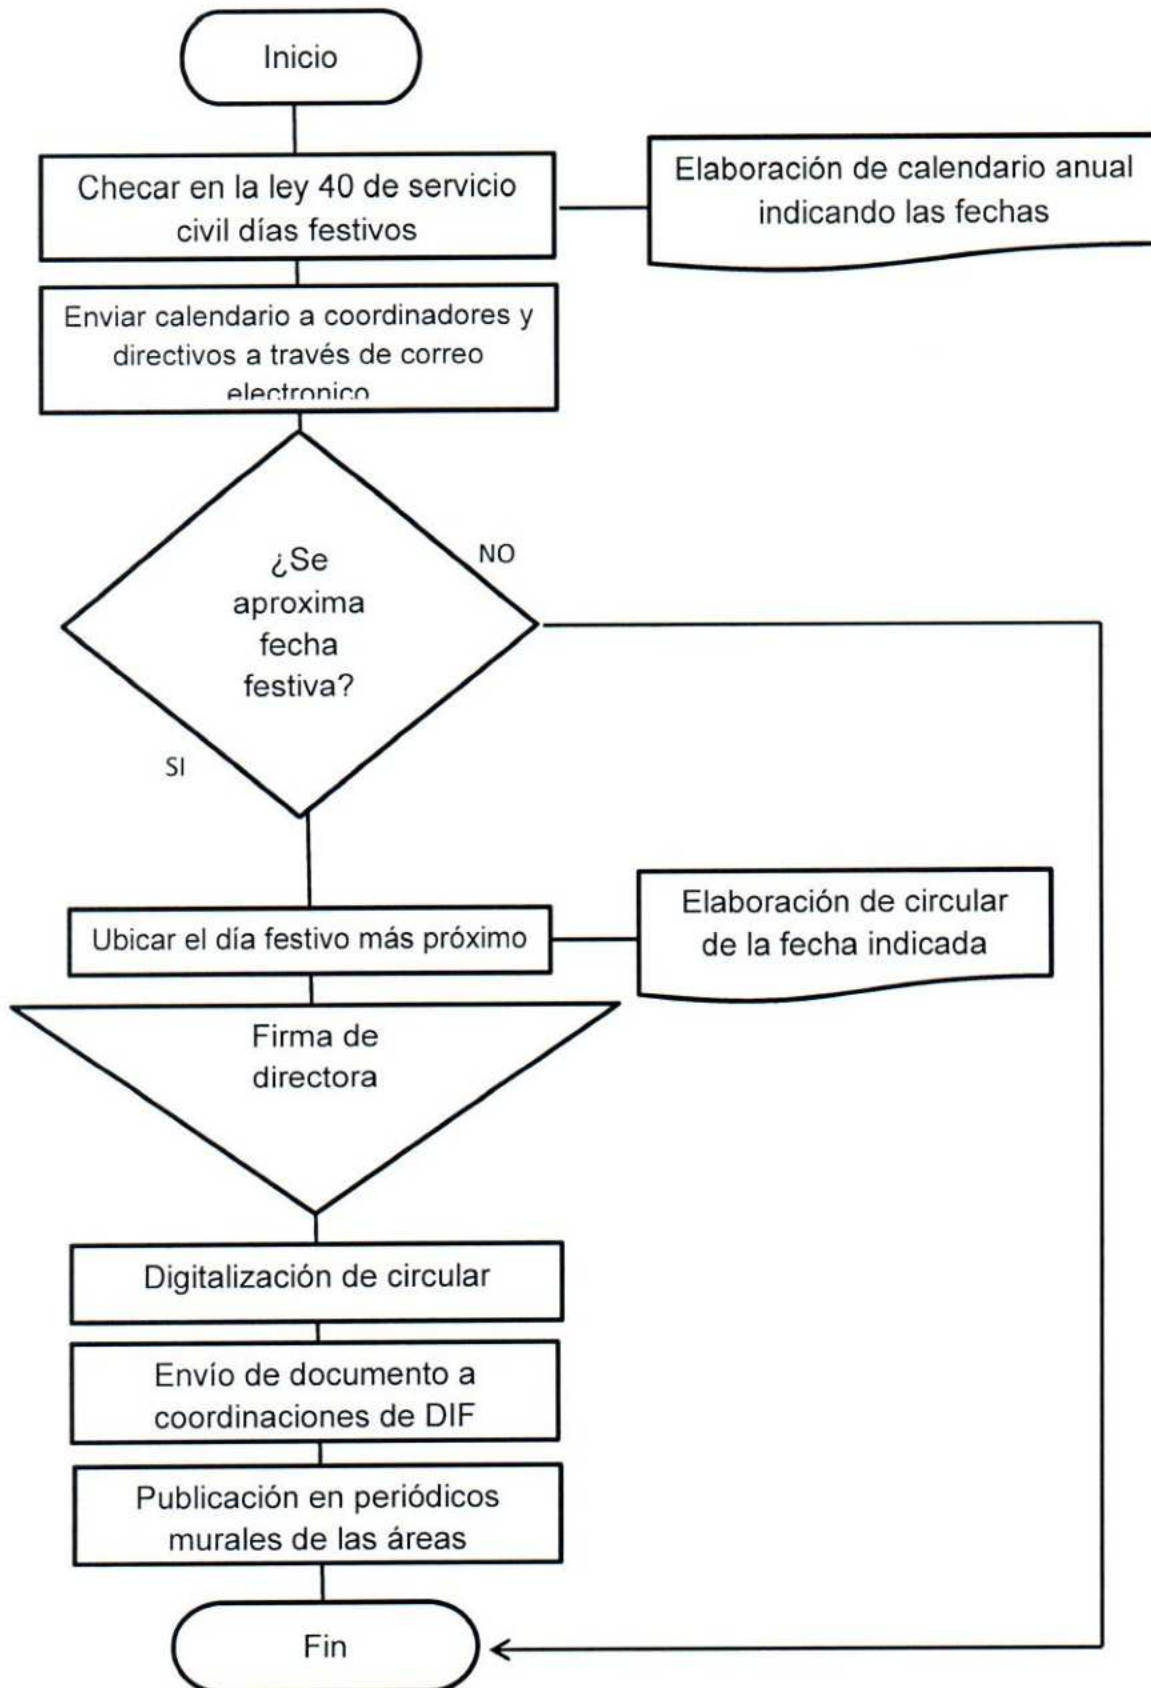 Inicio
Checar en la ley 40 de servicio
civil días festivos
Elaboración de calendario anual
indicando las fechas
Enviar calendario a coordinadores y
directivos a través de correo
electronico
¿Se
aproxima
fecha
festiva?
NO
SI
Ubicar el día festivo más próximo
Elaboración de circular
de la fecha indicada
Firma de
directora
Digitalización de circular
Envío de documento a
coordinaciones de DIF
Publicación en periódicos
murales de las áreas
Fin